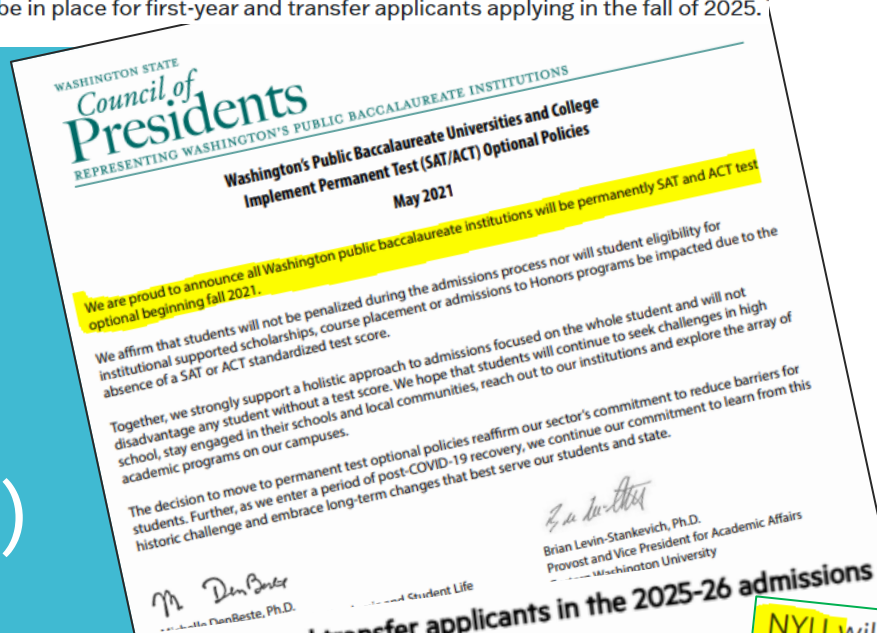 be in place for first-year and transfer applicants applying in the fall of 2025.
WASHINGTON STATE
Council of
Presidents
REPRESENTING WASHINGTON'S PUBLIC BACCALAUREATE INSTITUTIONS
Washington's Public Baccalaureate Universities and College
Implement Permanent Test (SAT/ACT) Optional Policies
May 2021
We are proud to announce all Washington public baccalaureate institutions will be permanently SAT and ACT test
optional beginning fall 2021.
We affirm that students will not be penalized during the admissions process nor will student eligibility for
institutional supported scholarships, course placement or admissions to Honors programs be impacted due to the
absence of a SAT or ACT standardized test score.
Together, we strongly support a holistic approach to admissions focused on the whole student and will not
disadvantage any student without a test score. We hope that students will continue to seek challenges in high
school, stay engaged in their schools and local communities, reach out to our institutions and explore the array of
academic programs on our campuses.
The decision to move to permanent test optional policies reaffirm our sector's commitment to reduce barriers for
students. Further, as we enter a period of post-COVID-19 recovery, we continue our commitment to learn from this
historic challenge and embrace long-term changes that best serve our students and state.
)
M DenBeste
Michelle DenBeste, Ph.D.
and Student Life
Brian Levin-Stankevich, Ph.D.
Provost and Vice President for Academic Affairs
Washington University
transfer applicants in the 2025-26 admissions
NYU wil